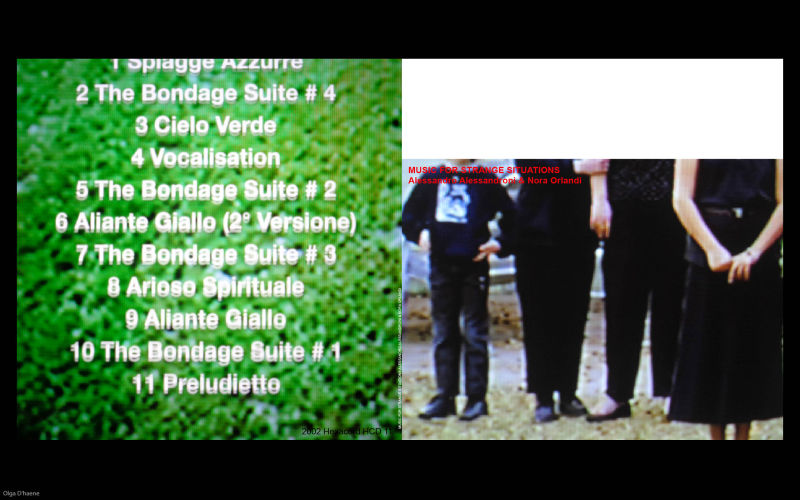 1 Spiagge Azzurre
2 The Bondage Suite # 4
3 Cielo Verde
4 Vocalisation
5 The Bondage Suite # 2
6 Aliante Giallo (2° Versione)
7 The Bondage Suite # 3
8 Arioso Spirituale
9 Aliante Giallo
10 The Bondage Suite # 1
11 Preludietto
2002 Hexacord HCD
MUSIC FOR STRANGE SITUATIONS
Alessandro Alessandroni & Nora Orlandi
Olga D'haene